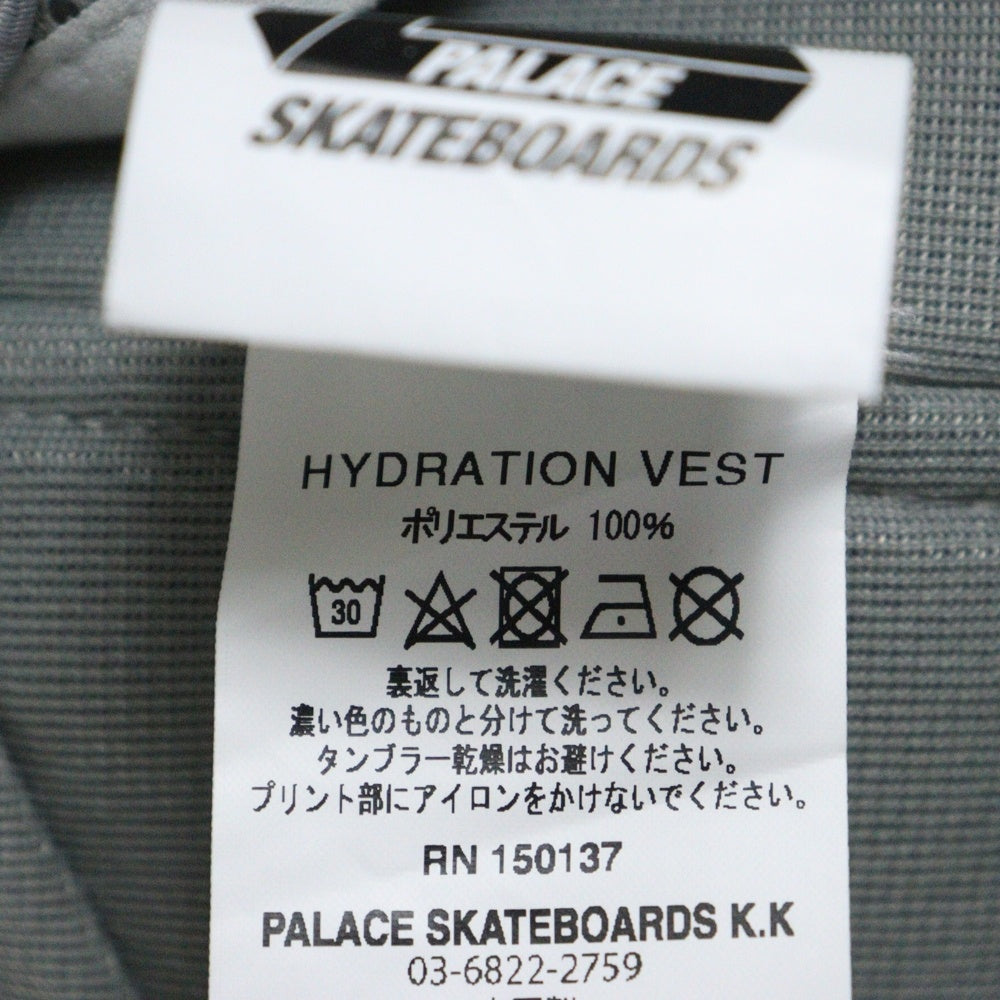 PALACE
SKATEBOARDS
HYDRATION VEST
ポリエステル 100%
30
裏返して洗濯ください。
濃い色のものと分けて洗ってください。
タンブラー乾燥はお避けください。
プリント部にアイロンをかけないでください。
RN 150137
PALACE SKATEBOARDS K.K
03-6822-2759